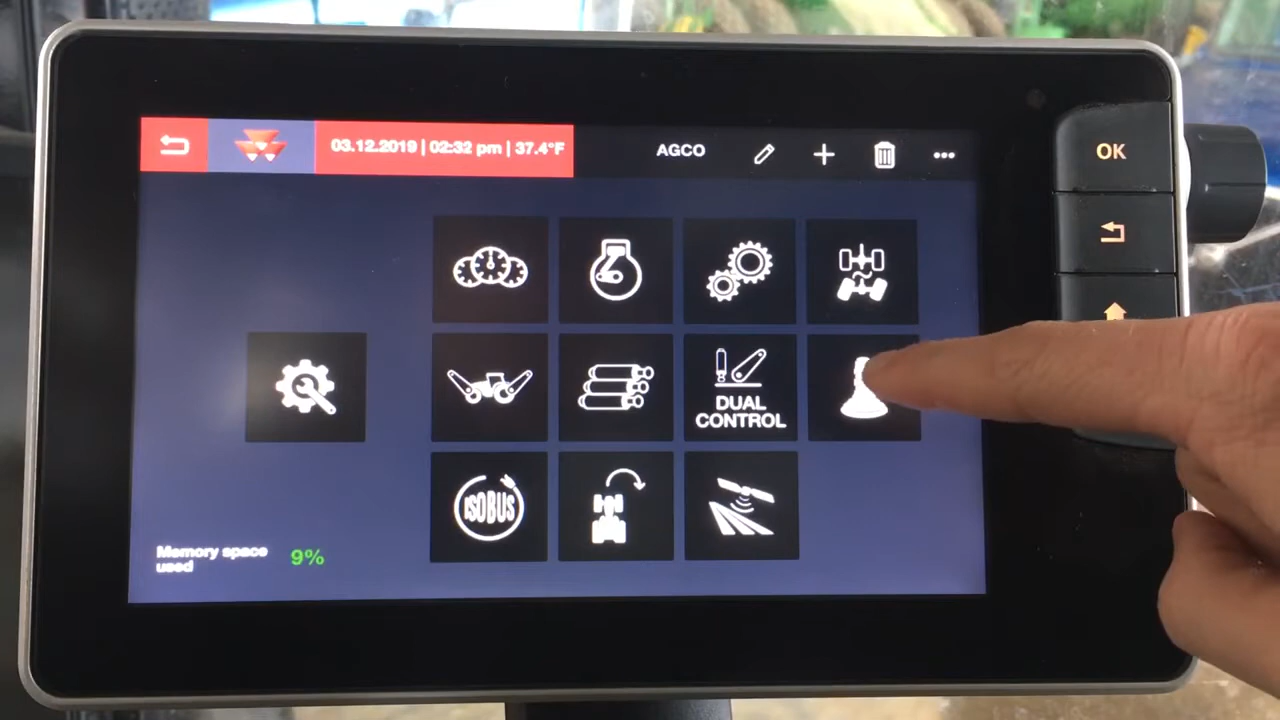 03.12.2019 | 02:32 pm | 37.4°F
AGCO
OK
DUAL
CONTROL
ISOBUS
Memory space
used
9%